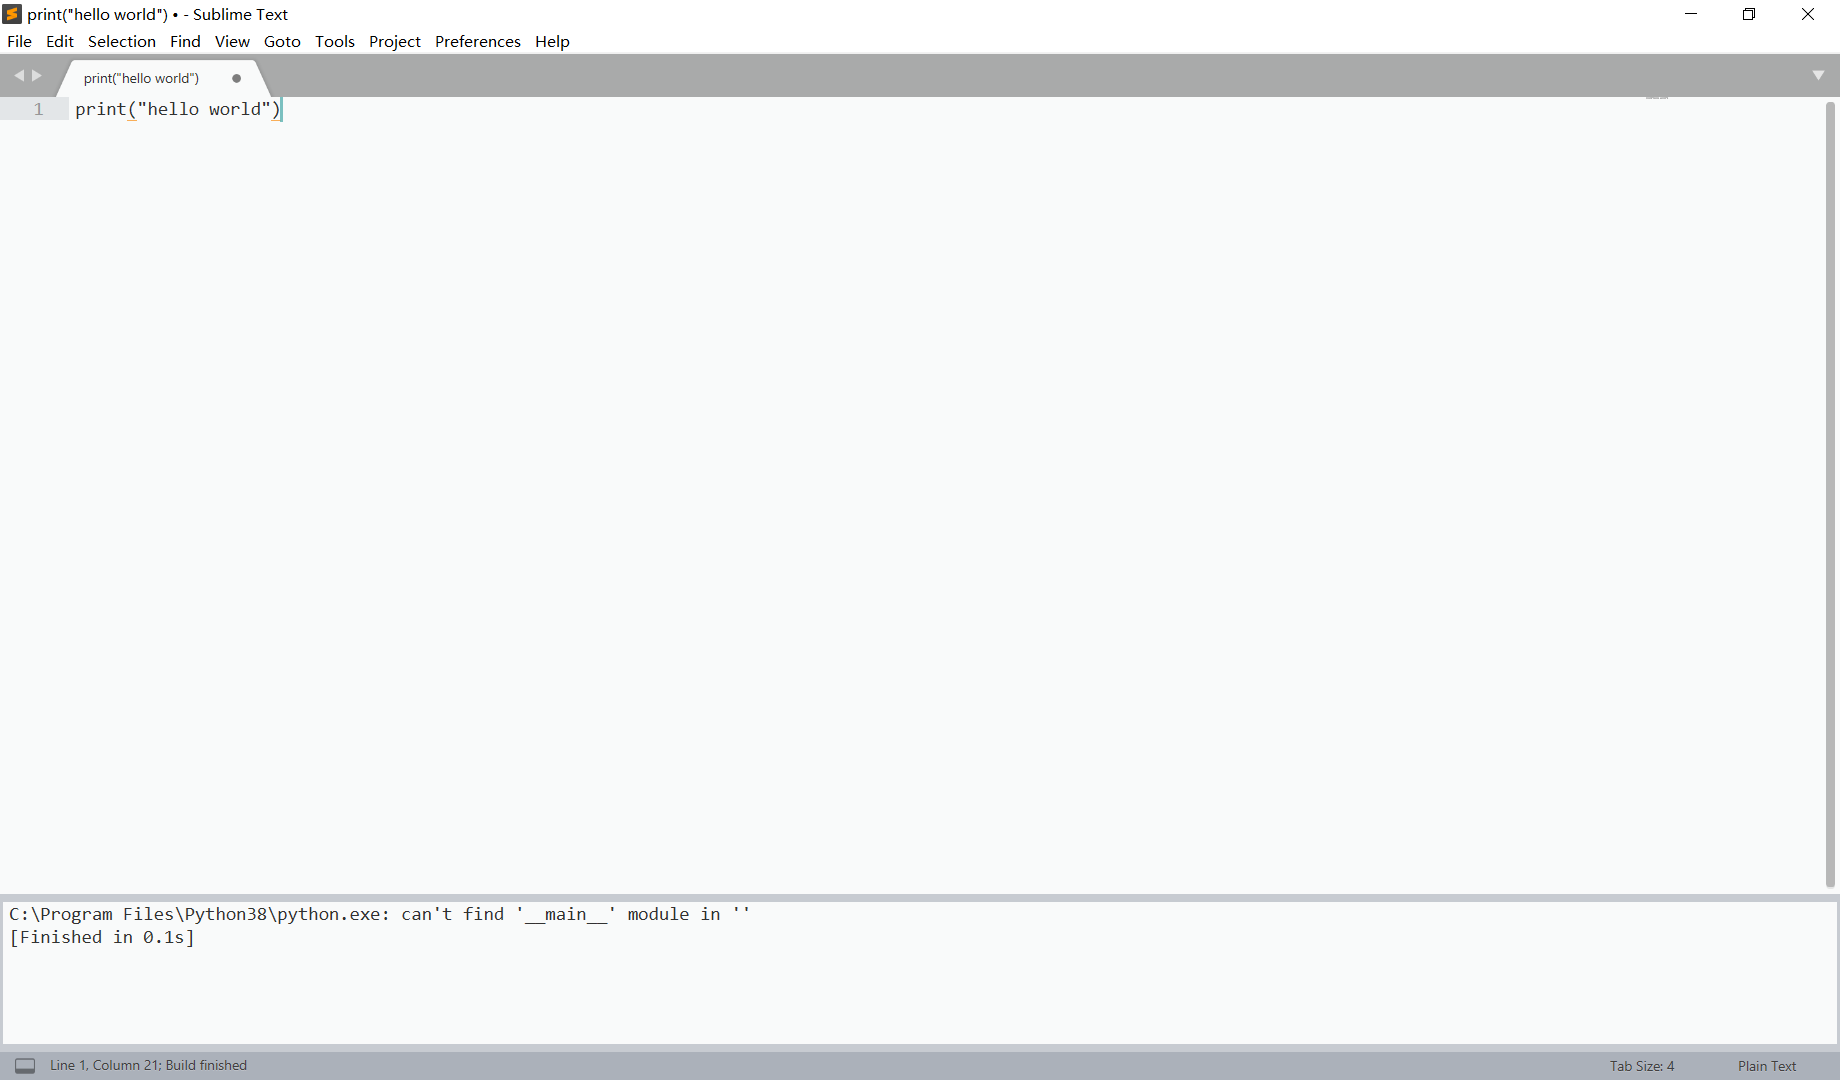 print("hello world") • - Sublime Text
File Edit Selection Find View Goto Tools Project Preferences Help
print("hello world")
1 print("hello world")
C:\Program Files\Python38\python.exe: can't find '__main__' module in ''
[Finished in 0.1s]
Line 1, Column 21; Build finished Tab Size: 4 Plain Text